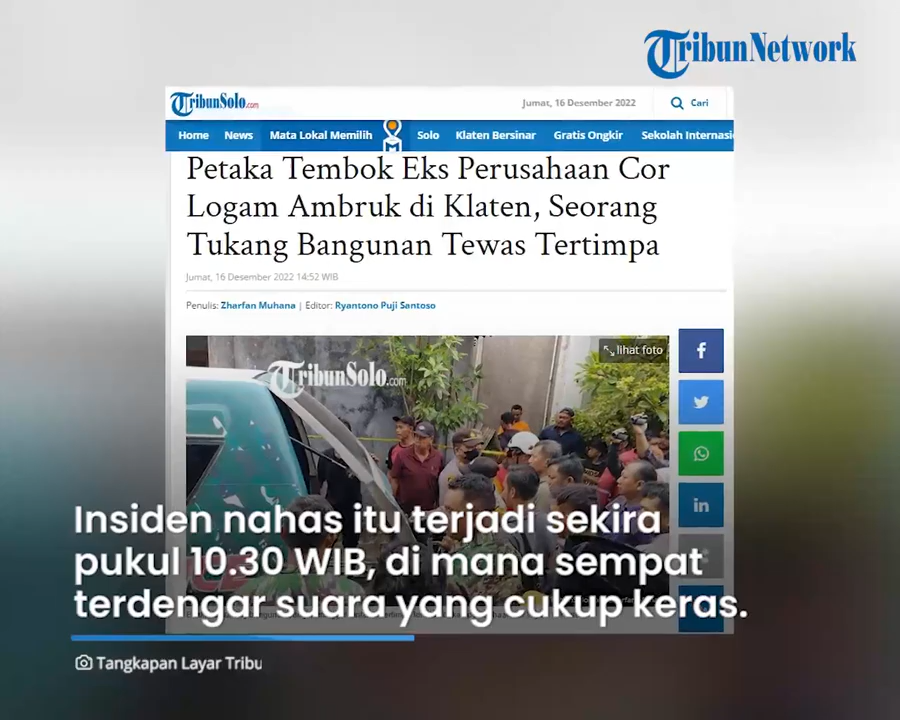 TribunNetwork
TribunSolo.com
Jumat, 16 Desember 2022
Cari
Home News Mata Lokal Memilih Solo Klaten Bersinar Gratis Ongkir Sekolah Internasi
Petaka Tembok Eks Perusahaan Cor
Logam Ambruk di Klaten, Seorang
Tukang Bangunan Tewas Tertimpa
Jumat, 16 Desember 2022 14:52 WIB
Penulis: Zharfan Muhana | Editor: Ryantono Puji Santoso
lihat foto
TribunSolo.com
Insiden nahas itu terjadi sekira
pukul 10.30 WIB, di mana sempat
terdengar suara yang cukup keras.
Tangkapan Layar Tribu